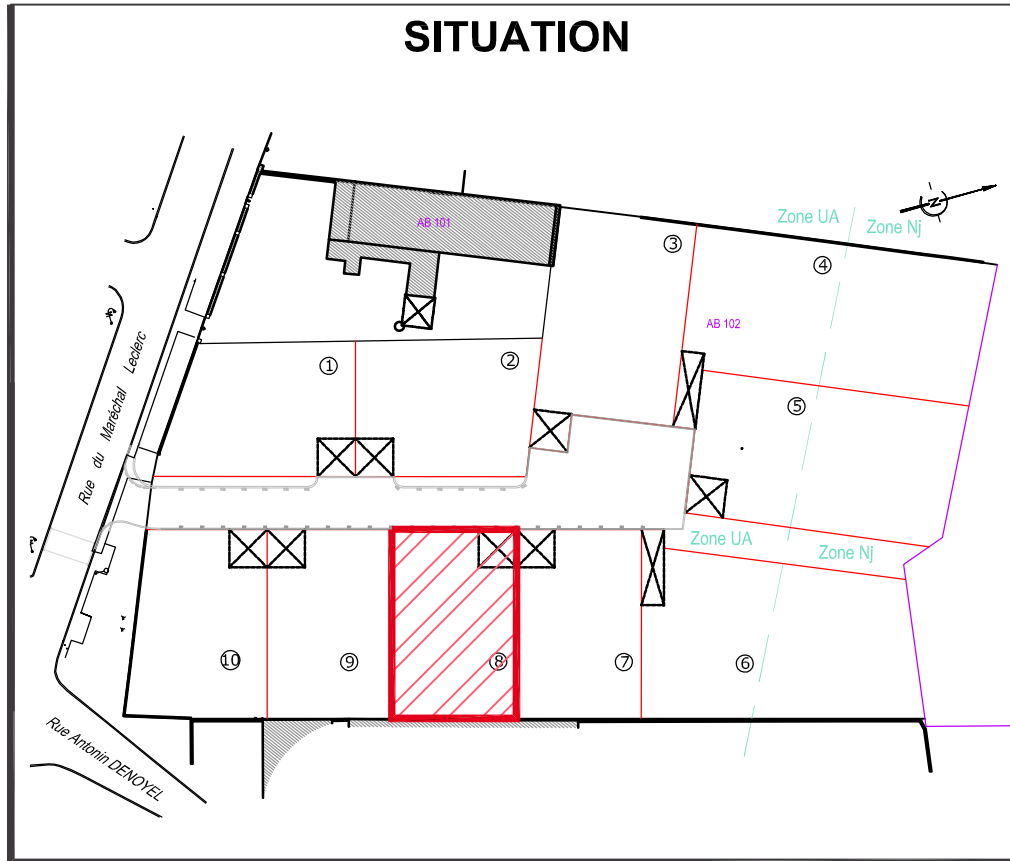 SITUATION
Zone UA
Zone Nj
N
AB 101
③
④
AB 102
①
②
⑤
Rue du Maréchal Leclerc
Zone UA
Zone Nj
⑩
⑨
⑧
⑦
⑥
Rue Antonin DENOYEL